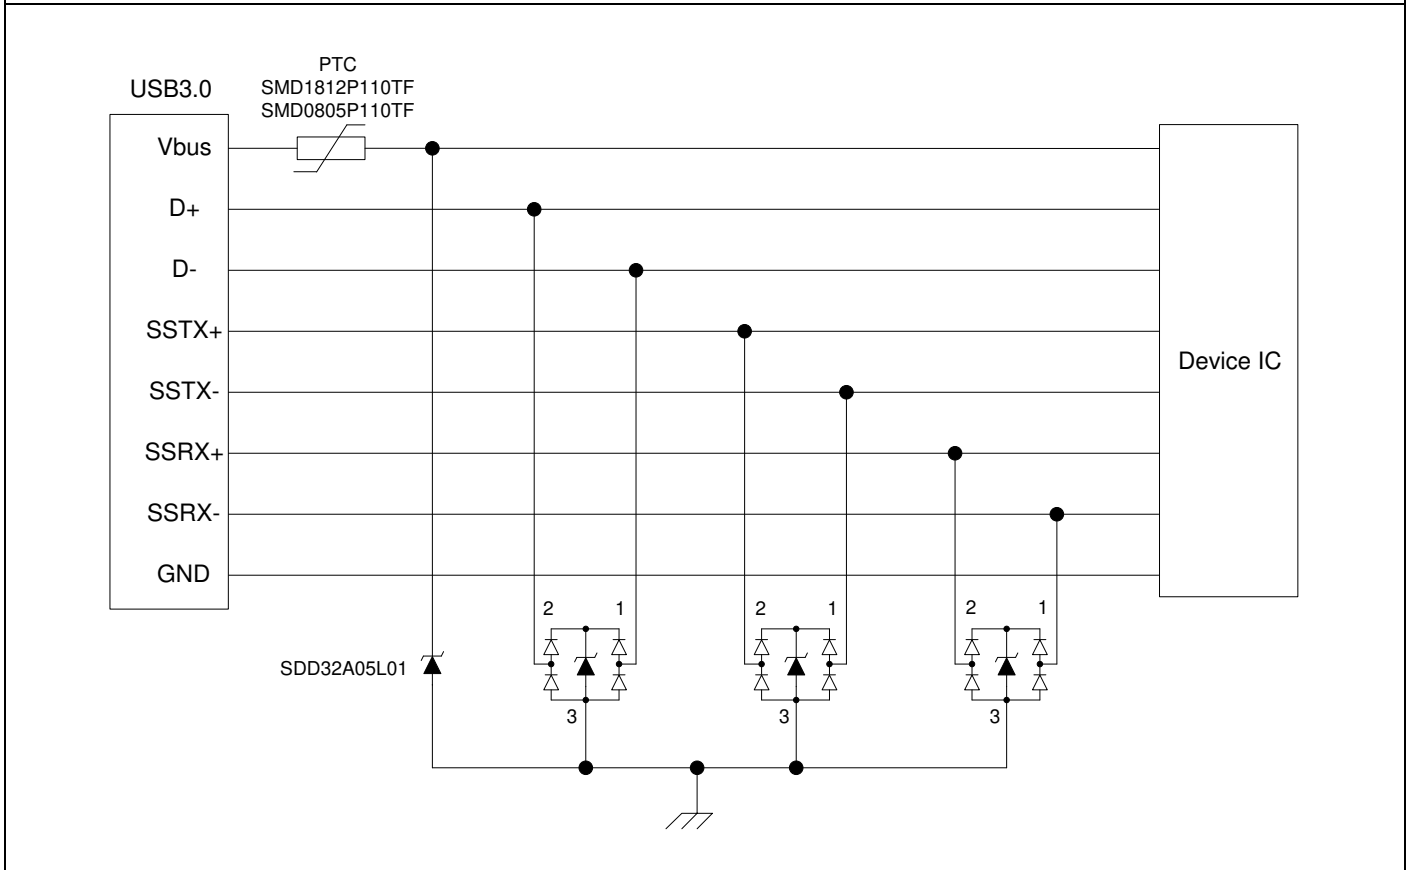 PTC
SMD1812P110TF
SMD0805P110TF
USB3.0
Vbus
D+
D-
SSTX+
SSTX-
SSRX+
SSRX-
GND
Device IC
2 1
2 1
2 1
SDD32A05L01
3
3
3